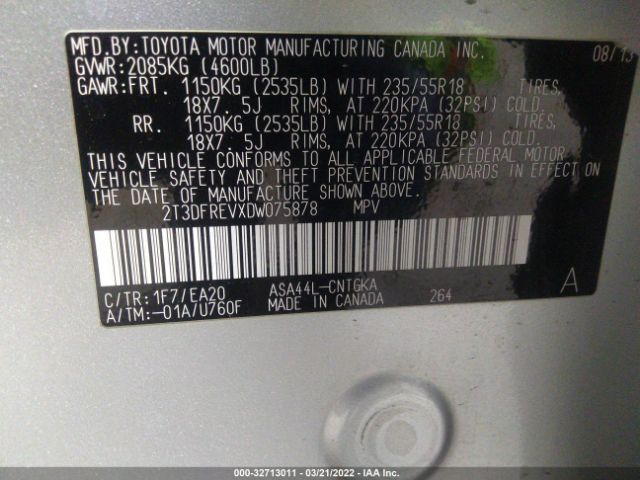 MFD.BY:TOYOTA MOTOR MANUFACTURING CANADA INC. 08/13
GVWR:2085KG (4600LB)
GAWR:FRT. 1150KG (2535LB) WITH 235/55R18 TIRES,
18X7. 5J RIMS, AT 220KPA (32PSI) COLD.
RR. 1150KG (2535LB) WITH 235/55R18 TIRES,
18X7. 5J RIMS, AT 220KPA (32PSI) COLD.
THIS VEHICLE CONFORMS TO ALL APPLICABLE FEDERAL MOTOR
VEHICLE SAFETY AND THEFT PREVENTION STANDARDS IN EFFECT ON
THE DATE OF MANUFACTURE SHOWN ABOVE.
2T3DFREVXDW075878 MPV
C/TR: 1F7/EA20 ASA44L-CNTGKA A
A/TM:-01A/U760F MADE IN CANADA 264
000-32713011 — 03/21/2022 — IAA Inc.